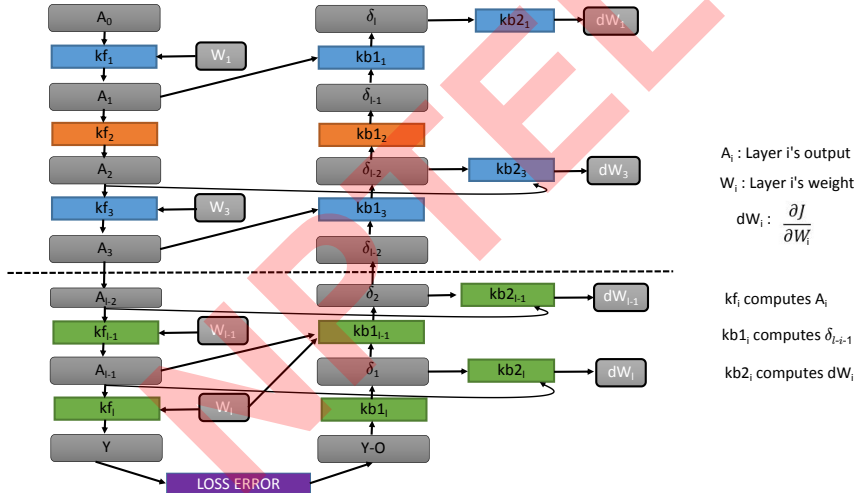 A₀
δₗ
kb2₁
dW₁
kf₁
W₁
kb1₁
A₁
δₗ₋₁
kf₂
kb1₂
A₂
δₗ₋₂
kb2₃
dW₃
kf₃
W₃
kb1₃
A₃
δₗ₋₂
Aₗ₋₂
δ₂
kb2ₗ₋₁
dWₗ₋₁
kfₗ₋₁
Wₗ₋₁
kb1ₗ₋₁
Aₗ₋₁
δ₁
kb2ₗ
dWₗ
kfₗ
Wᵢ
kb1ₗ
Y
Y-O
LOSS ERROR
Aᵢ : Layer i's output
Wᵢ : Layer i's weight
dWᵢ : ∂J/∂Wᵢ
kfᵢ computes Aᵢ
kb1ᵢ computes δₗ₋ᵢ₋₁
kb2ᵢ computes dWᵢ
NPTEL